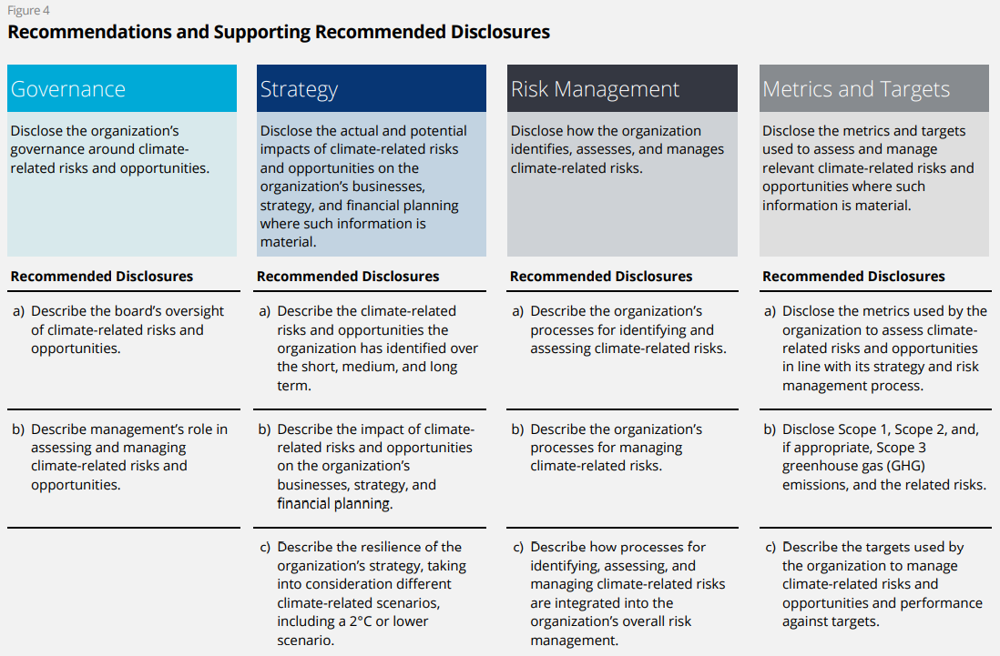 Figure 4
Recommendations and Supporting Recommended Disclosures
Governance
Disclose the organization's
governance around climate-
related risks and opportunities.
Recommended Disclosures
a) Describe the board's oversight
of climate-related risks and
opportunities.
b) Describe management's role in
assessing and managing
climate-related risks and
opportunities.
Strategy
Disclose the actual and potential
impacts of climate-related risks
and opportunities on the
organization's businesses,
strategy, and financial planning
where such information is
material.
Recommended Disclosures
a) Describe the climate-related
risks and opportunities the
organization has identified over
the short, medium, and long
term.
b) Describe the impact of climate-
related risks and opportunities
on the organization's
businesses, strategy, and
financial planning.
c) Describe the resilience of the
organization's strategy, taking
into consideration different
climate-related scenarios,
including a 2°C or lower
scenario.
Risk Management
Disclose how the organization
identifies, assesses, and manages
climate-related risks.
Recommended Disclosures
a) Describe the organization's
processes for identifying and
assessing climate-related risks.
b) Describe the organization's
processes for managing
climate-related risks.
c) Describe how processes for
identifying, assessing, and
managing climate-related risks
are integrated into the
organization's overall risk
management.
Metrics and Targets
Disclose the metrics and targets
used to assess and manage
relevant climate-related risks and
opportunities where such
information is material.
Recommended Disclosures
a) Disclose the metrics used by the
organization to assess climate-
related risks and opportunities
in line with its strategy and risk
management process.
b) Disclose Scope 1, Scope 2, and,
if appropriate, Scope 3
greenhouse gas (GHG)
emissions, and the related risks.
c) Describe the targets used by
the organization to manage
climate-related risks and
opportunities and performance
against targets.